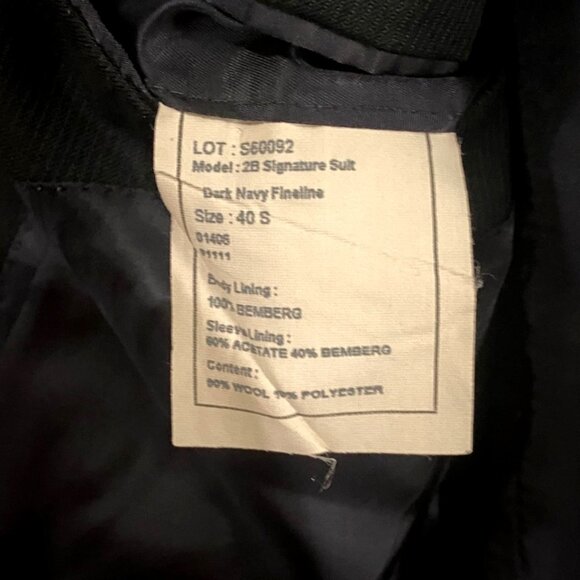 LOT : S60092
Model : 2B Signature Suit
Dark Navy Fineline
Size : 40 S
01406
Body Lining :
100% BEMBERG
Sleeve Lining :
60% ACETATE 40% BEMBERG
Content :
90% WOOL 10% POLYESTER